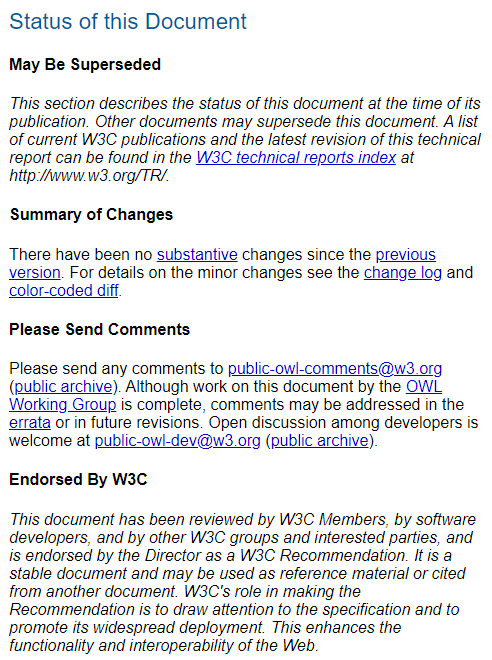 Status of this Document
May Be Superseded
This section describes the status of this document at the time of its
publication. Other documents may supersede this document. A list
of current W3C publications and the latest revision of this technical
report can be found in the W3C technical reports index at
http://www.w3.org/TR/.
Summary of Changes
There have been no substantive changes since the previous
version. For details on the minor changes see the change log and
color-coded diff.
Please Send Comments
Please send any comments to public-owl-comments@w3.org
(public archive). Although work on this document by the OWL
Working Group is complete, comments may be addressed in the
errata or in future revisions. Open discussion among developers is
welcome at public-owl-dev@w3.org (public archive).
Endorsed By W3C
This document has been reviewed by W3C Members, by software
developers, and by other W3C groups and interested parties, and
is endorsed by the Director as a W3C Recommendation. It is a
stable document and may be used as reference material or cited
from another document. W3C's role in making the
Recommendation is to draw attention to the specification and to
promote its widespread deployment. This enhances the
functionality and interoperability of the Web.